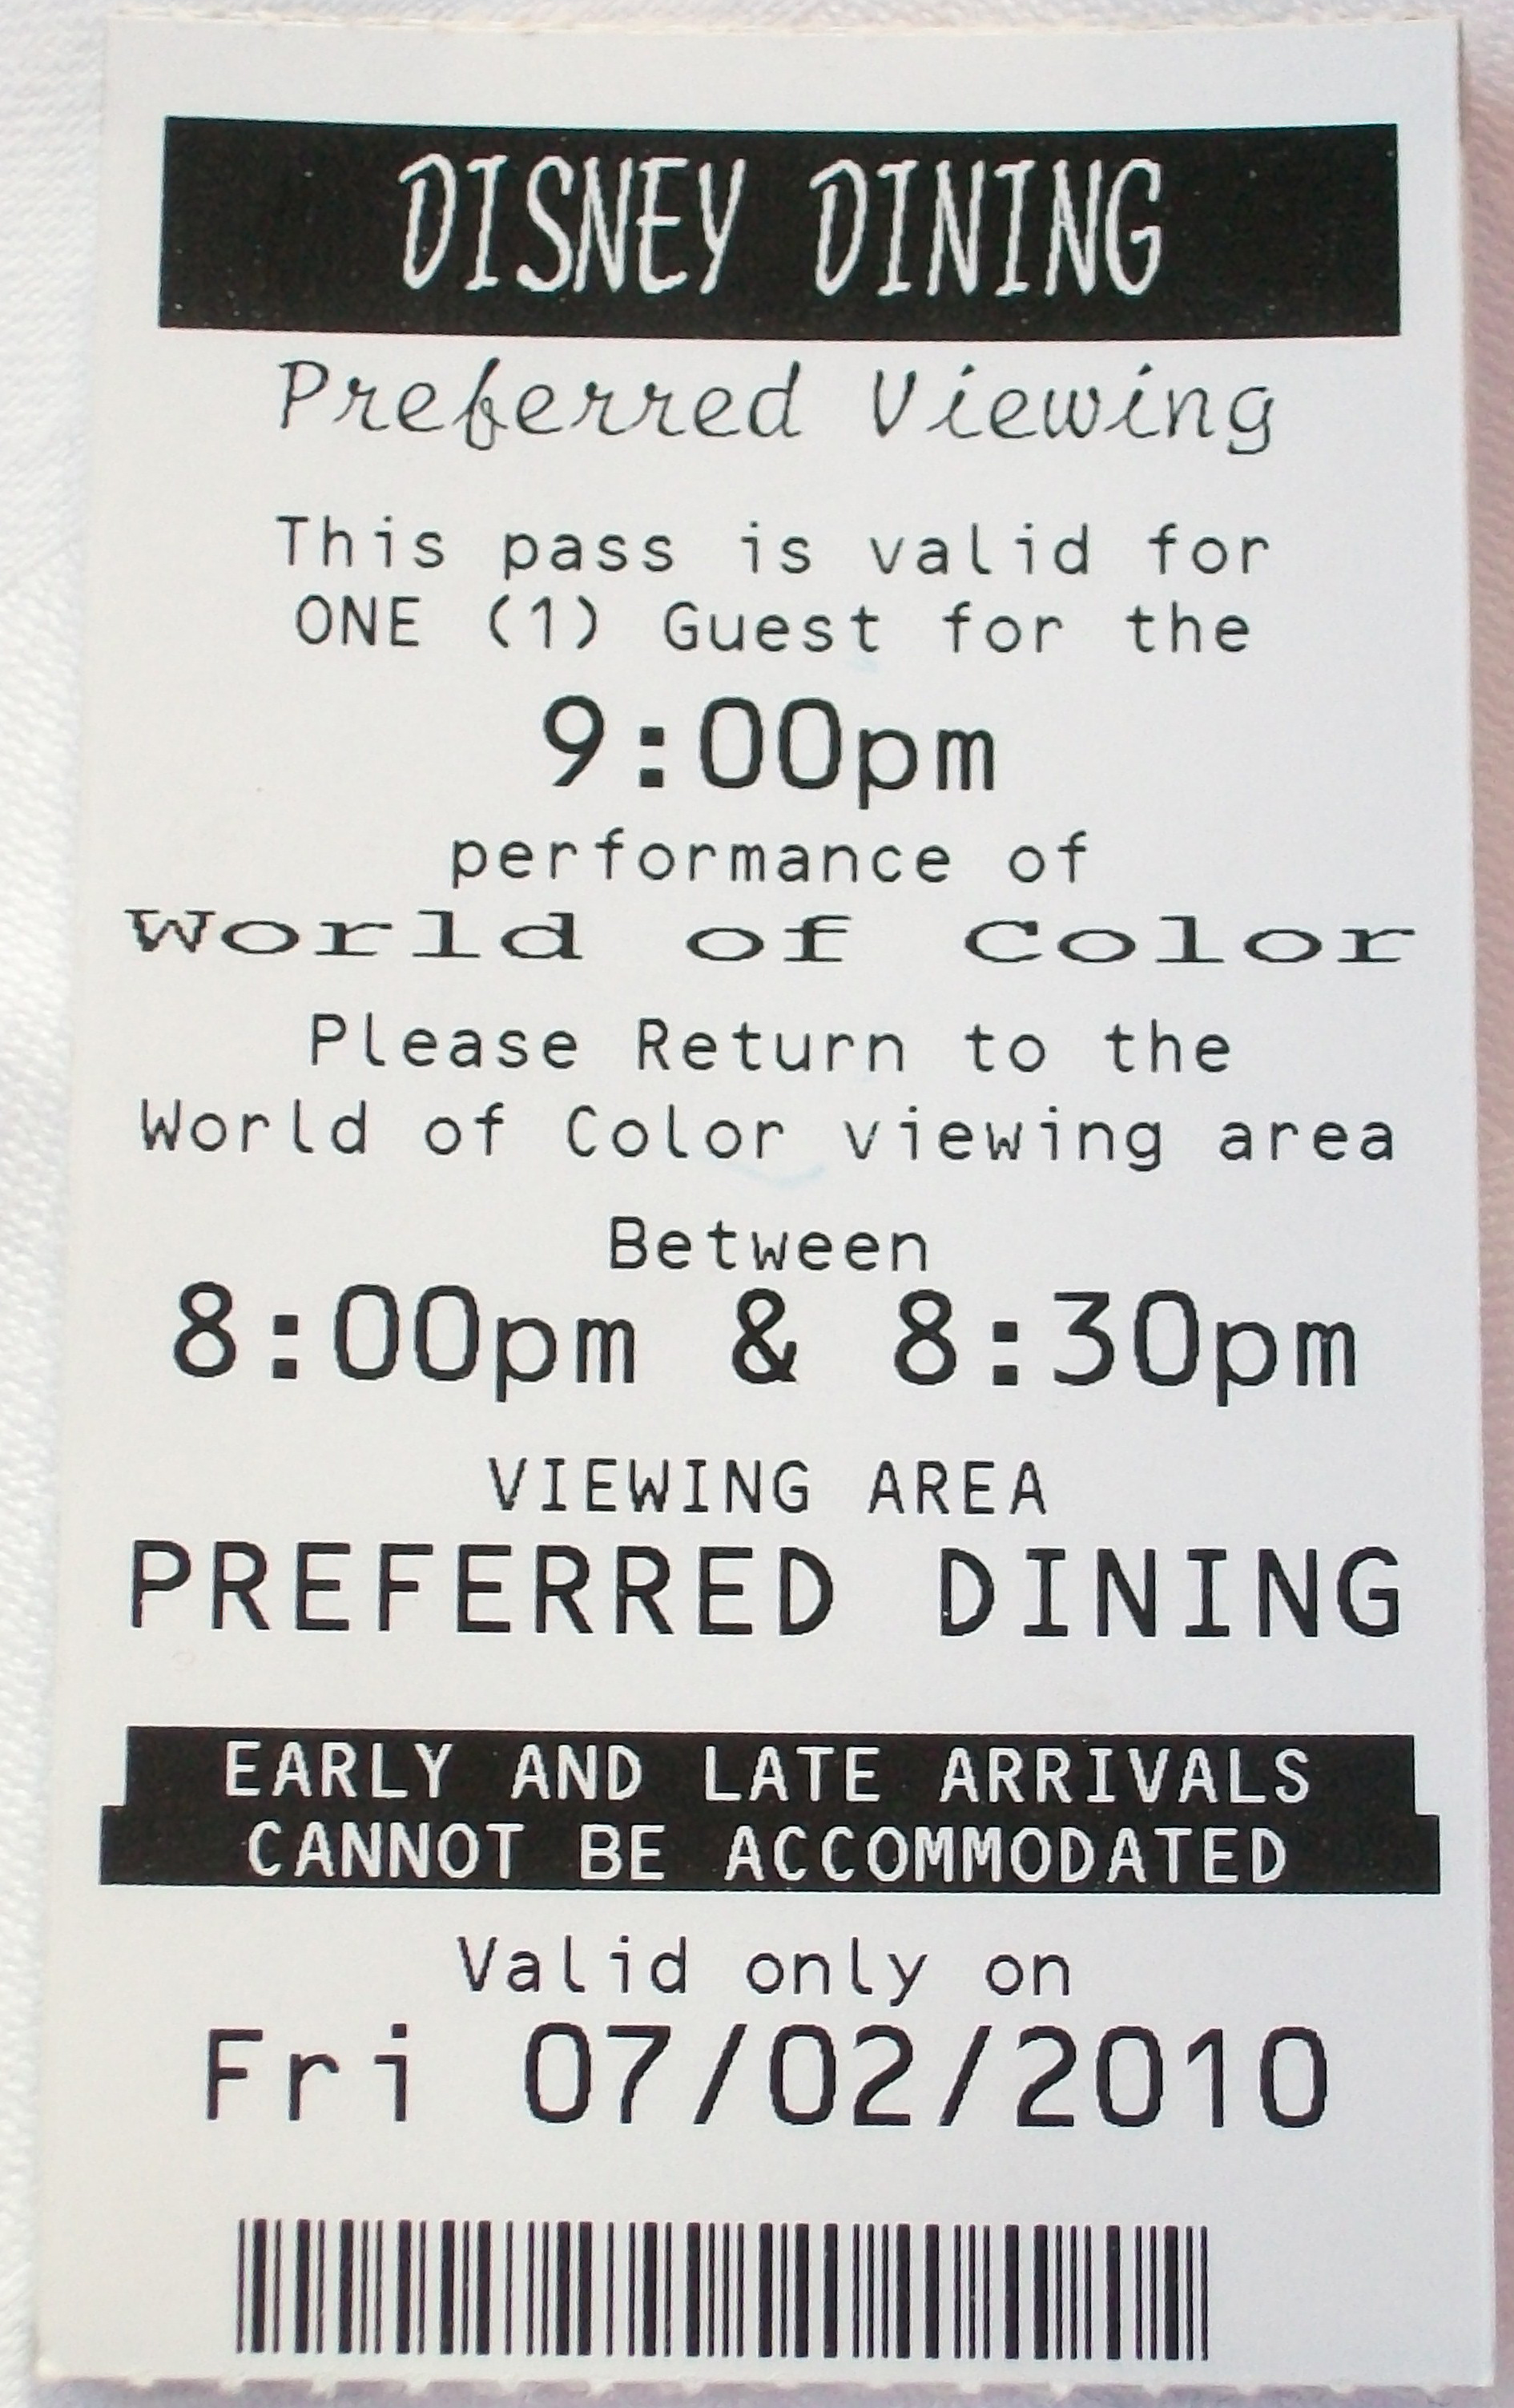 DISNEY DINING
Preferred Viewing
This pass is valid for
ONE (1) Guest for the
9:00pm
performance of
World of Color
Please Return to the
World of Color viewing area
Between
8:00pm & 8:30pm
VIEWING AREA
PREFERRED DINING
EARLY AND LATE ARRIVALS
CANNOT BE ACCOMMODATED
Valid only on
Fri 07/02/2010